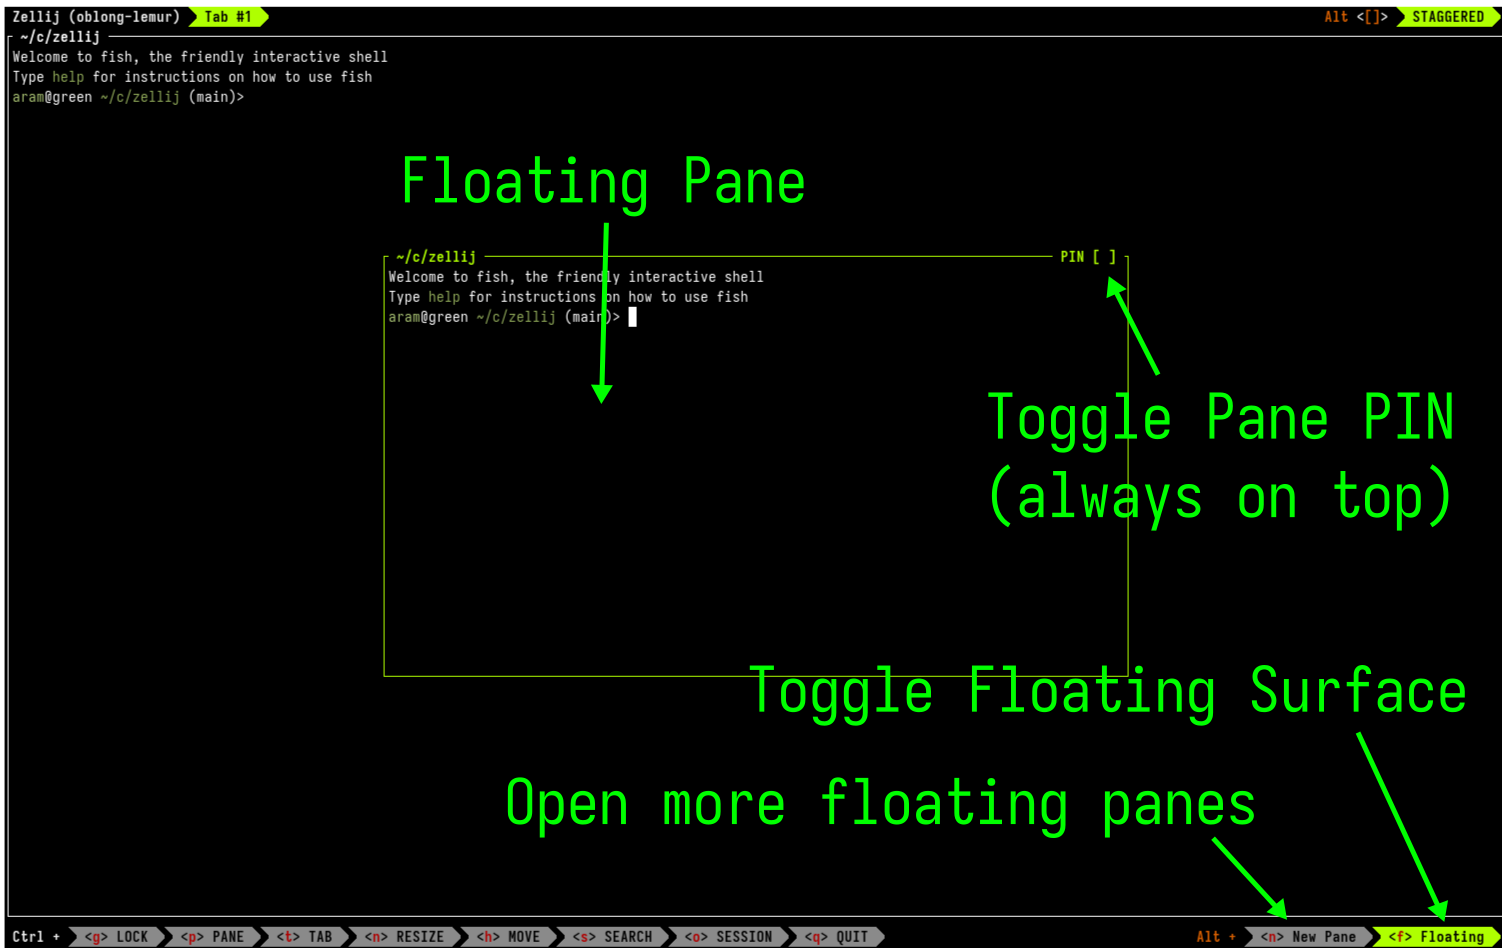 Zellij (oblong-lemur) Tab #1 Alt <[]> STAGGERED
~/c/zellij
Welcome to fish, the friendly interactive shell
Type help for instructions on how to use fish
aram@green ~/c/zellij (main)>
Floating Pane
~/c/zellij PIN [ ]
Welcome to fish, the friendly interactive shell
Type help for instructions on how to use fish
aram@green ~/c/zellij (main)>
Toggle Pane PIN
(always on top)
Toggle Floating Surface
Open more floating panes
Ctrl + <g> LOCK <p> PANE <t> TAB <n> RESIZE <h> MOVE <s> SEARCH <o> SESSION <q> QUIT Alt + <n> New Pane <f> Floating